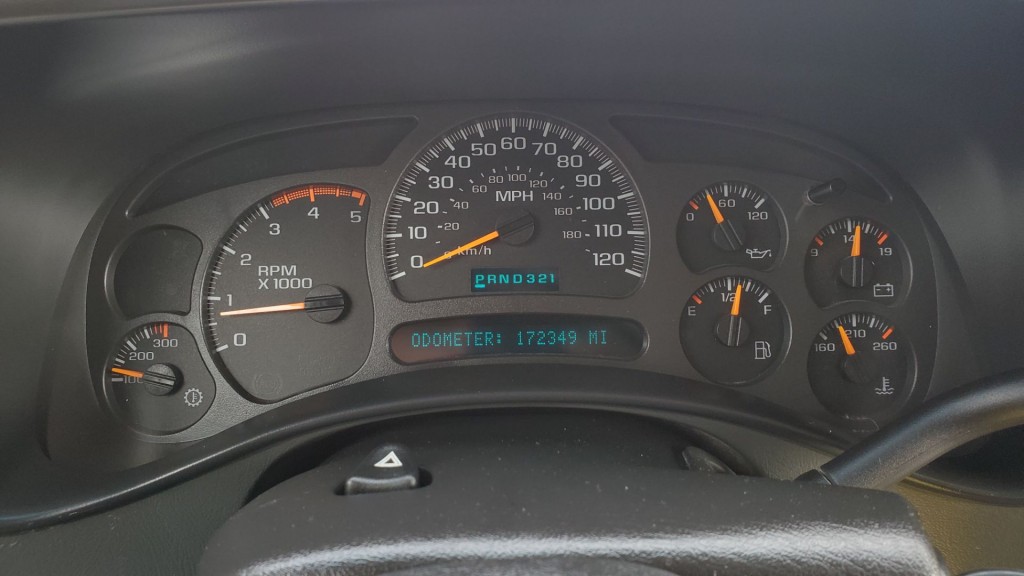 0 1 2 3 4 5
RPM
X1000
100 200 300
0 10 20 30 40 50 60 70 80 90 100 110 120
MPH
20 40 60 80 100 120 140 160 180
km/h
PRND321
ODOMETER: 172349 MI
0 60 120
E 1/2 F
9 14 19
160 210 260